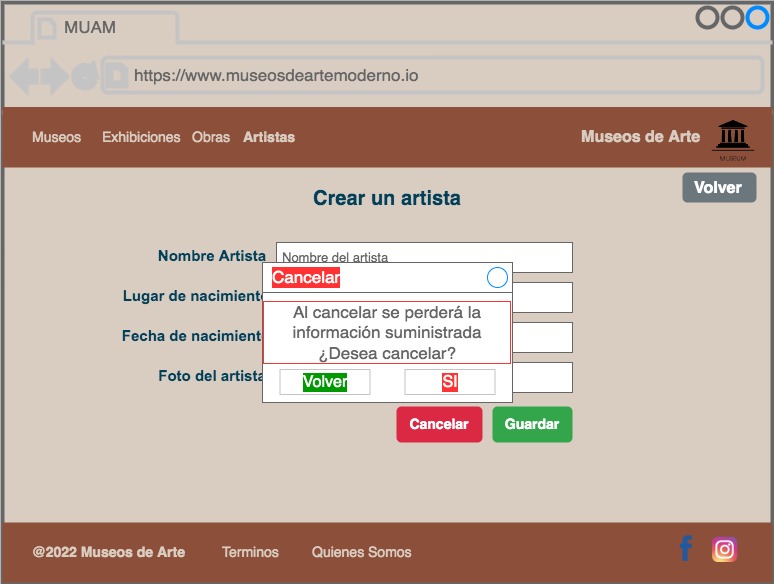 MUAM
https://www.museosdeartemoderno.io
Museos Exhibiciones Obras Artistas Museos de Arte
MUSEUM
Volver
Crear un artista
Nombre Artista Nombre del artista
Cancelar
Lugar de nacimiento
Al cancelar se perderá la
información suministrada
¿Desea cancelar?
Fecha de nacimient
Foto del artista
Volver SI
Cancelar Guardar
@2022 Museos de Arte Terminos Quienes Somos